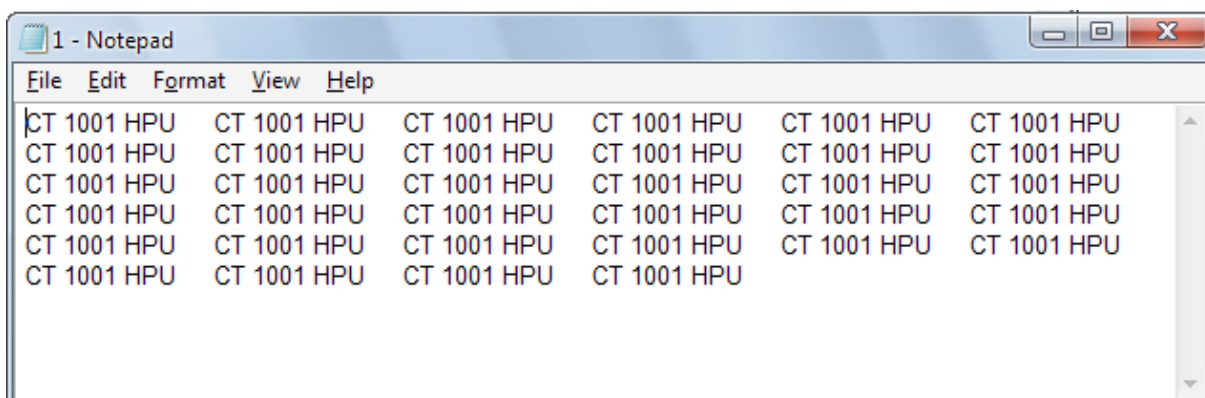 1 - Notepad
File Edit Format View Help
CT 1001 HPU CT 1001 HPU CT 1001 HPU CT 1001 HPU CT 1001 HPU CT 1001 HPU
CT 1001 HPU CT 1001 HPU CT 1001 HPU CT 1001 HPU CT 1001 HPU CT 1001 HPU
CT 1001 HPU CT 1001 HPU CT 1001 HPU CT 1001 HPU CT 1001 HPU CT 1001 HPU
CT 1001 HPU CT 1001 HPU CT 1001 HPU CT 1001 HPU CT 1001 HPU CT 1001 HPU
CT 1001 HPU CT 1001 HPU CT 1001 HPU CT 1001 HPU CT 1001 HPU CT 1001 HPU
CT 1001 HPU CT 1001 HPU CT 1001 HPU CT 1001 HPU